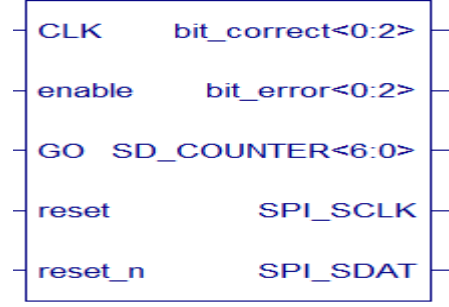 CLK bit_correct<0:2>
enable bit_error<0:2>
GO SD_COUNTER<6:0>
reset SPI_SCLK
reset_n SPI_SDAT